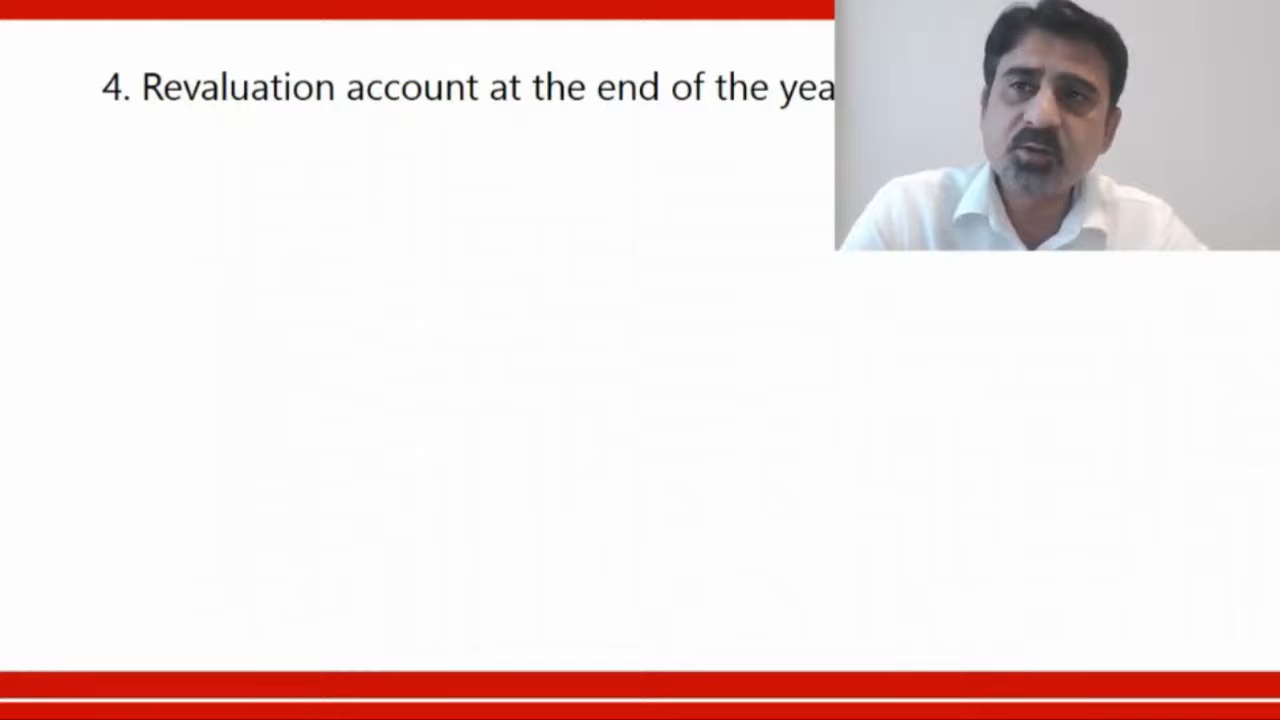 4. Revaluation account at the end of the yea